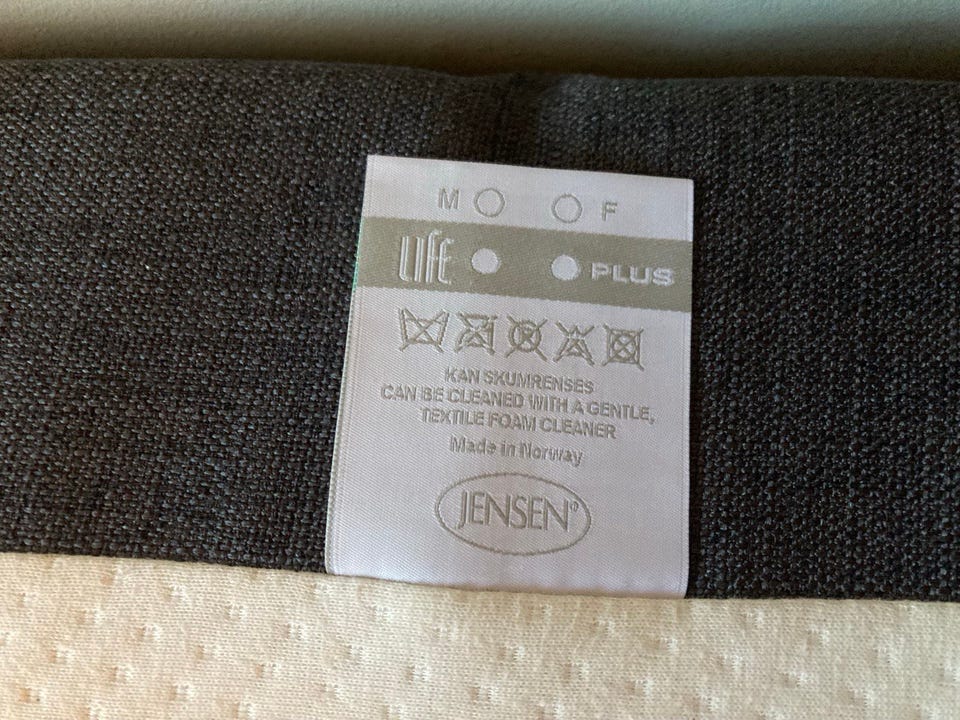 M F
Life PLUS
KAN SKUMRENSES
CAN BE CLEANED WITH A GENTLE,
TEXTILE FOAM CLEANER
Made in Norway
JENSEN®